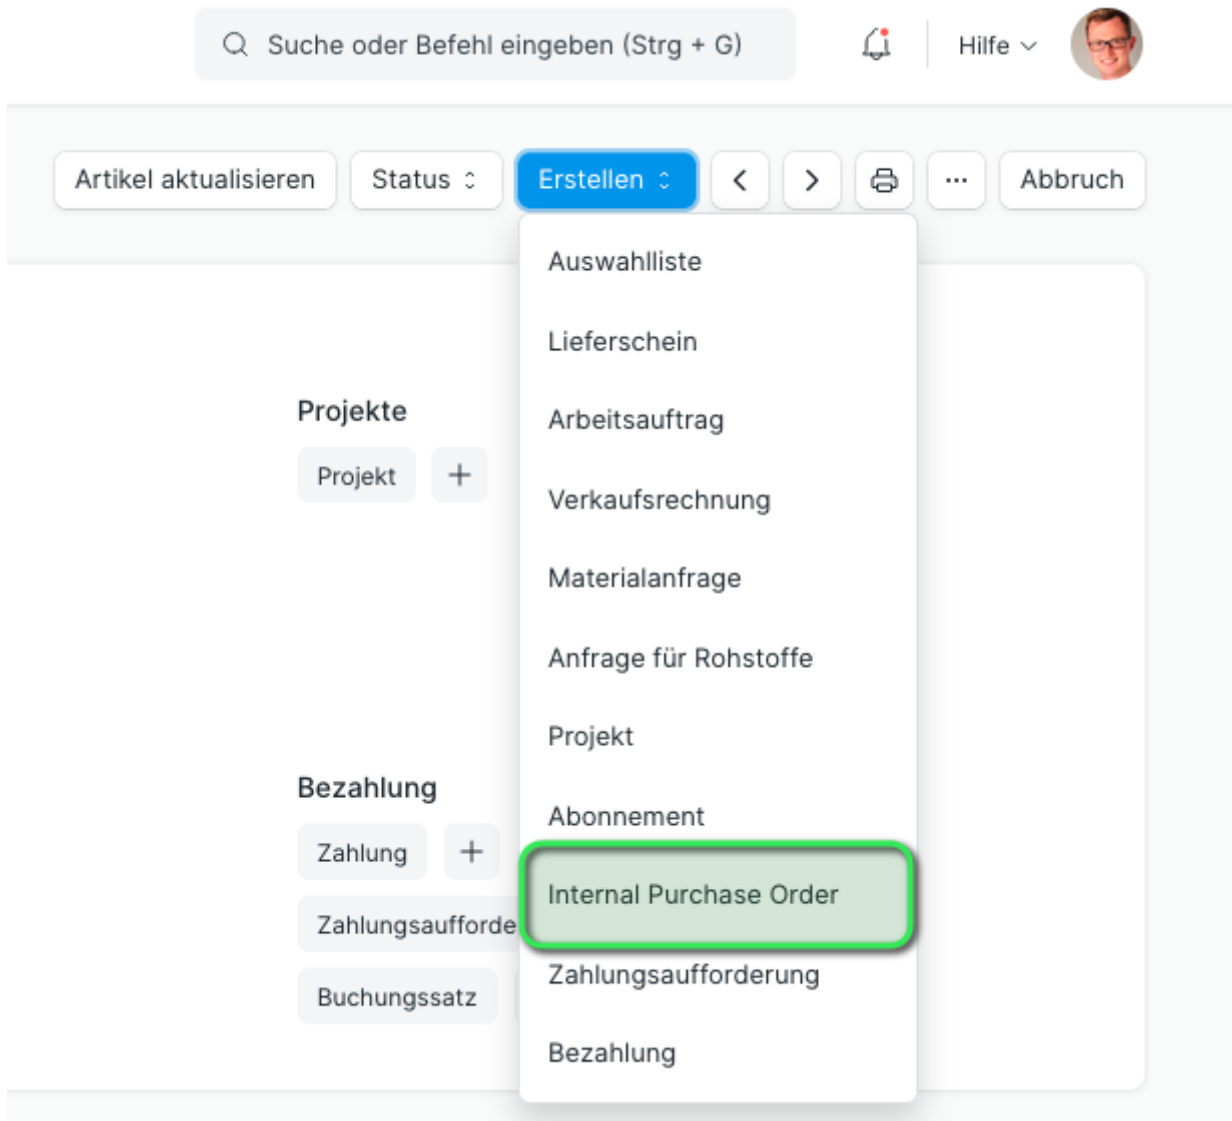 Suche oder Befehl eingeben (Strg + G)
Hilfe
Artikel aktualisieren
Status
Erstellen
...
Abbruch
Auswahlliste
Lieferschein
Arbeitsauftrag
Verkaufsrechnung
Materialanfrage
Anfrage für Rohstoffe
Projekt
Abonnement
Internal Purchase Order
Zahlungsaufforderung
Bezahlung
Projekte
Projekt +
Bezahlung
Zahlung +
Zahlungsaufforde
Buchungssatz